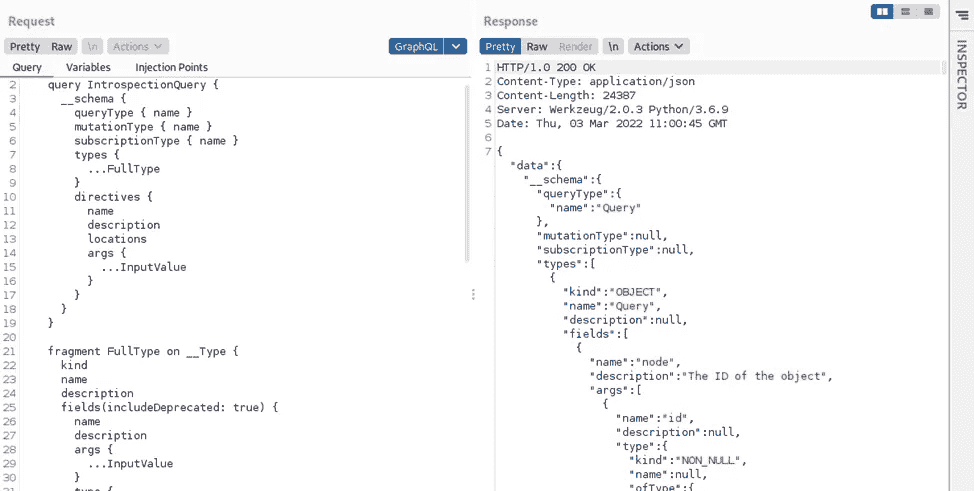 Request
Pretty Raw \n Actions
GraphQL
Query Variables Injection Points
2 query IntrospectionQuery {
3 __schema {
4 queryType { name }
5 mutationType { name }
6 subscriptionType { name }
7 types {
8 ...FullType
9 }
10 directives {
11 name
12 description
13 locations
14 args {
15 ...InputValue
16 }
17 }
18 }
19 }
20
21 fragment FullType on __Type {
22 kind
23 name
24 description
25 fields(includeDeprecated: true) {
26 name
27 description
28 args {
29 ...InputValue
30 }
31 type {
Response
Pretty Raw Render \n Actions
1 HTTP/1.0 200 OK
2 Content-Type: application/json
3 Content-Length: 24387
4 Server: Werkzeug/2.0.3 Python/3.6.9
5 Date: Thu, 03 Mar 2022 11:00:45 GMT
6
7 {
"data":{
"__schema":{
"queryType":{
"name":"Query"
},
"mutationType":null,
"subscriptionType":null,
"types":[
{
"kind":"OBJECT",
"name":"Query",
"description":null,
"fields":[
{
"name":"node",
"description":"The ID of the object",
"args":[
{
"name":"id",
"description":null,
"type":{
"kind":"NON_NULL",
"name":null,
"ofType":{
INSPECTOR